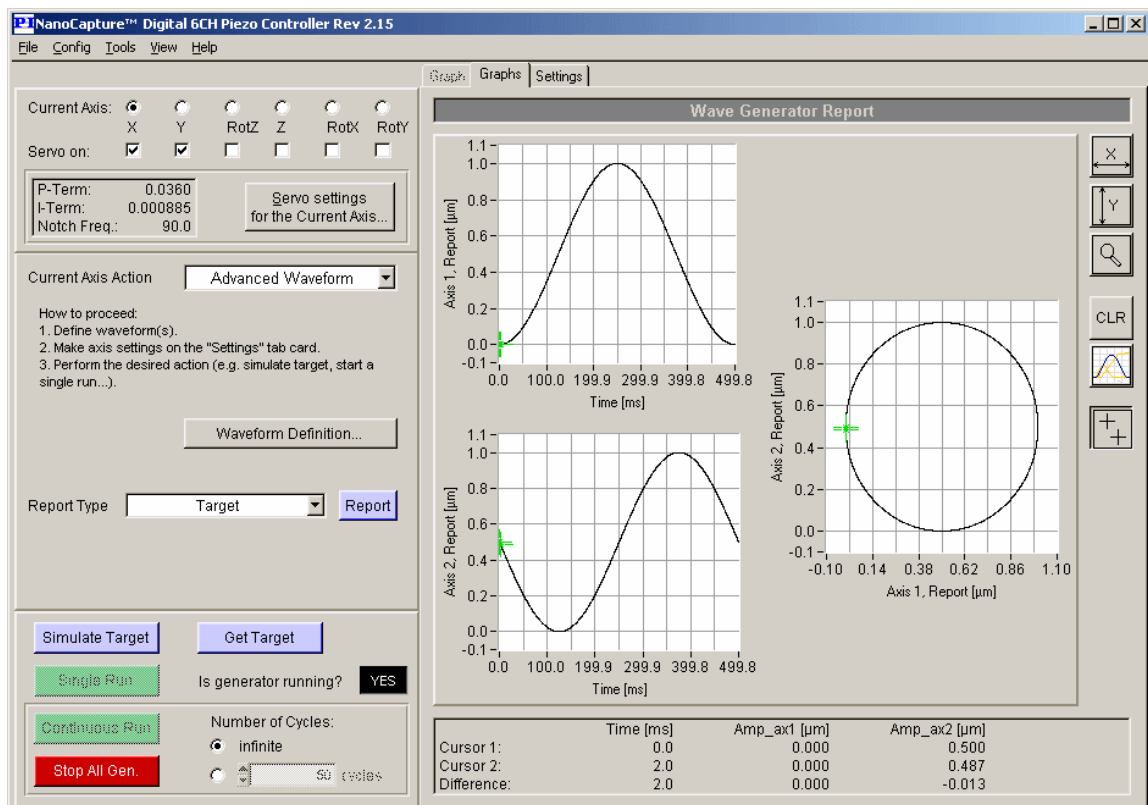 PI NanoCapture™ Digital 6CH Piezo Controller Rev 2.15
File Config Tools View Help
Graph Graphs Settings
Current Axis:
X Y RotZ Z RotX RotY
Servo on:
P-Term: 0.0360
I-Term: 0.000885
Notch Freq.: 90.0
Servo settings
for the Current Axis...
Current Axis Action Advanced Waveform
How to proceed:
1. Define waveform(s).
2. Make axis settings on the "Settings" tab card.
3. Perform the desired action (e.g. simulate target, start a
single run...).
Waveform Definition...
Report Type Target Report
Simulate Target Get Target
Single Run Is generator running? YES
Continuous Run Number of Cycles:
infinite
Stop All Gen. 50 cycles
Wave Generator Report
1.1
1.0
0.8
0.6
0.4
0.2
0.0
-0.1
Axis 1, Report [µm]
0.0 100.0 199.9 299.9 399.8 499.8
Time [ms]
1.1
1.0
0.8
0.6
0.4
0.2
0.0
-0.1
Axis 2, Report [µm]
0.0 100.0 199.9 299.9 399.8 499.8
Time [ms]
1.1
1.0
0.8
0.6
0.4
0.2
0.0
-0.1
Axis 2, Report [µm]
-0.10 0.14 0.38 0.62 0.86 1.10
Axis 1, Report [µm]
X
Y
CLR
Time [ms] Amp_ax1 [µm] Amp_ax2 [µm]
Cursor 1: 0.0 0.000 0.500
Cursor 2: 2.0 0.000 0.487
Difference: 2.0 0.000 -0.013